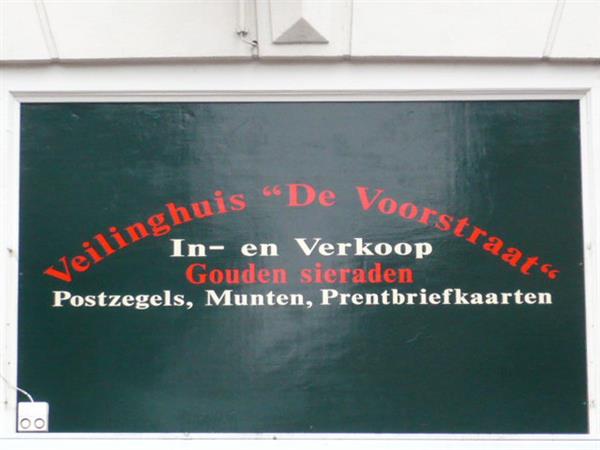 Veilinghuis “De Voorstraat“
In- en Verkoop
Gouden sieraden
Postzegels, Munten, Prentbriefkaarten